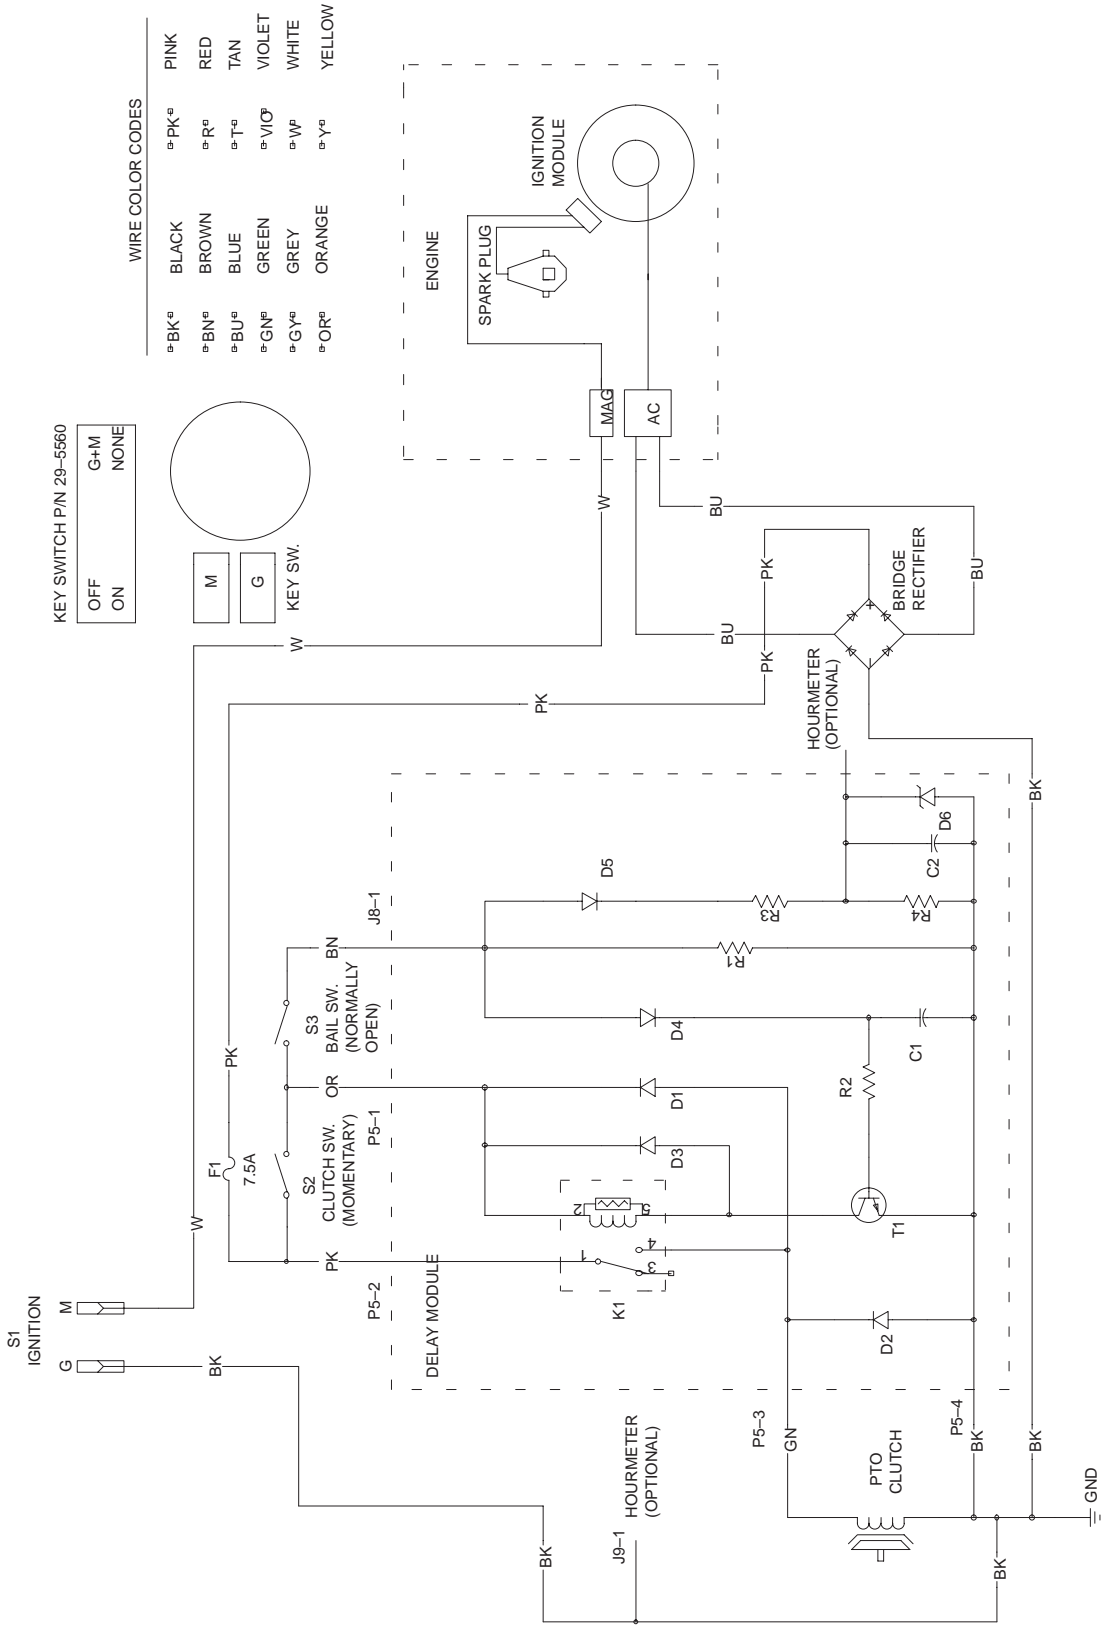 WIRE COLOR CODES
BK BLACK PK PINK
BN BROWN R RED
BU BLUE T TAN
GN GREEN VIO VIOLET
GY GREY W WHITE
OR ORANGE Y YELLOW
KEY SWITCH P/N 29–5560
OFF G+M
ON NONE
M
G
KEY SW.
S1
IGNITION
G M
W
W
W
BK
BK
ENGINE
SPARK PLUG
IGNITION
MODULE
MAG
AC
BU
BU
BU
PK
PK
PK
PK
PK
BRIDGE
RECTIFIER
+
–
F1
7.5A
S2
CLUTCH SW.
(MOMENTARY)
S3
BAIL SW.
(NORMALLY
OPEN)
OR
BN
P5–2
P5–1
J8–1
DELAY MODULE
K1
1
2
3
4
5
D3
D1
D4
D5
R1
R3
R4
R2
C1
C2
D6
T1
D2
HOURMETER
(OPTIONAL)
J9–1
HOURMETER
(OPTIONAL)
P5–3
GN
P5–4
BK
PTO
CLUTCH
BK
BK
BK
GND